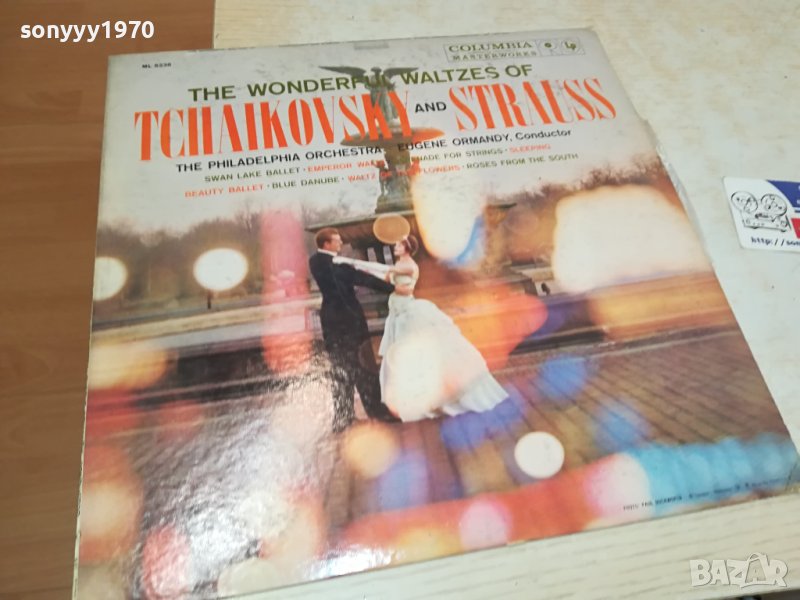 sonyyy1970
ML 5238
COLUMBIA
MASTERWORKS
THE WONDERFUL WALTZES OF
TCHAIKOVSKY AND STRAUSS
THE PHILADELPHIA ORCHESTRA, EUGENE ORMANDY, Conductor
SWAN LAKE BALLET · EMPEROR WALTZ FOR STRINGS · SLEEPING
BEAUTY BALLET · BLUE DANUBE · WALTZ OF FLOWERS · ROSES FROM THE SOUTH
http://so
BAZAR